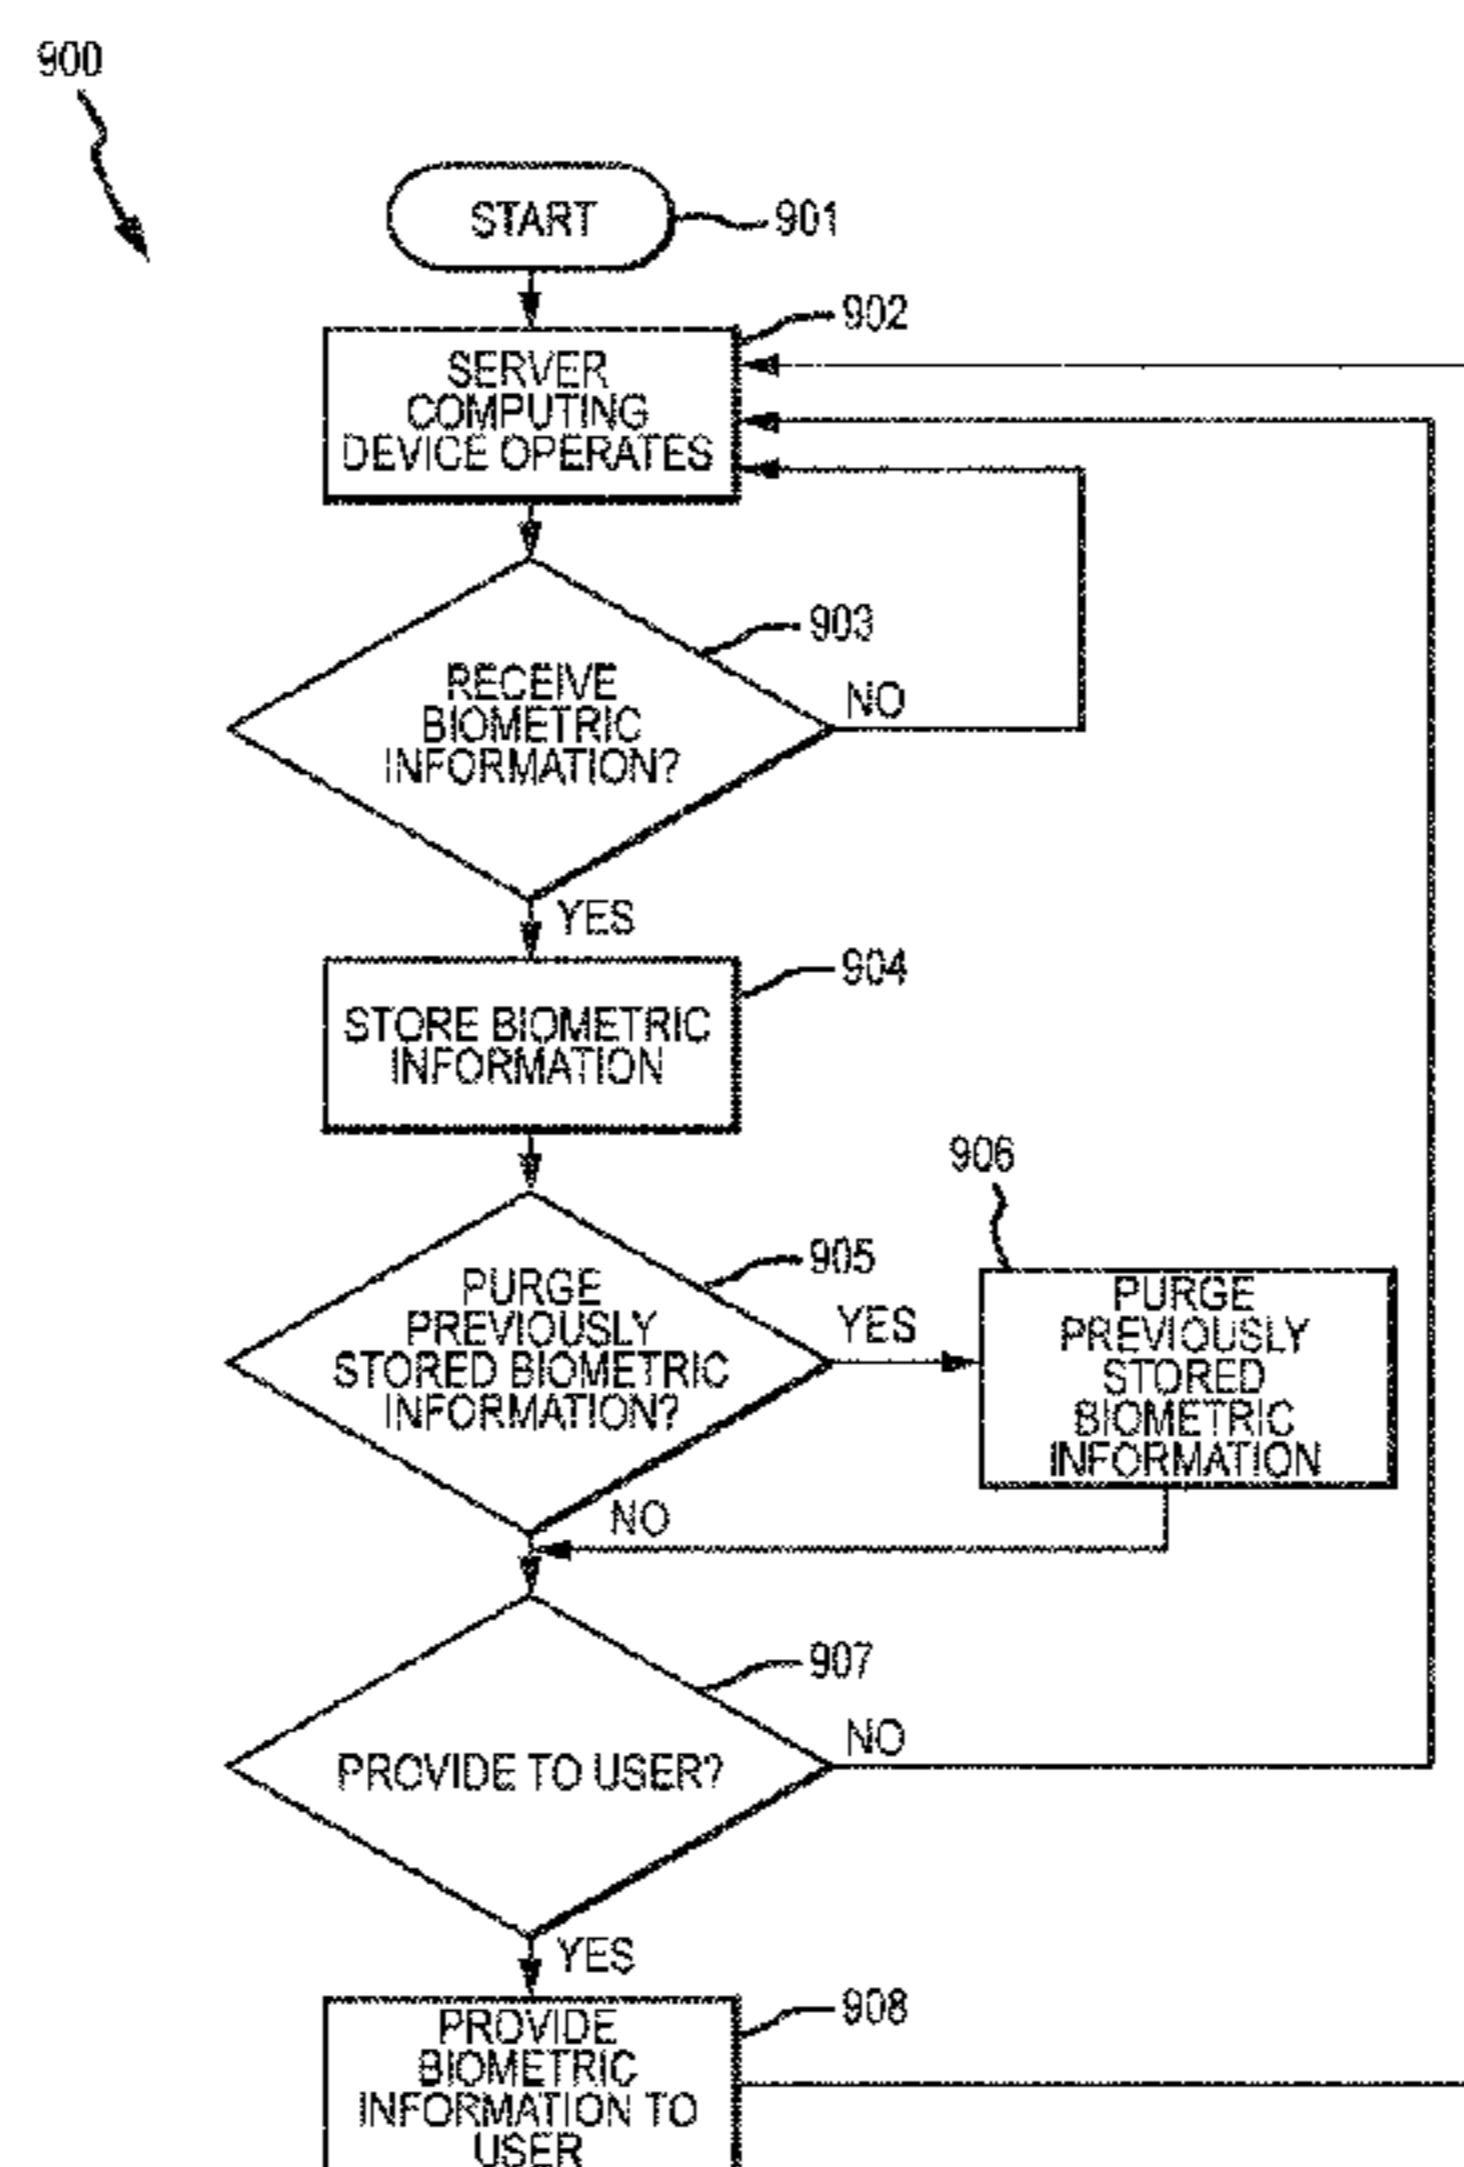 900
START
901
902
SERVER
COMPUTING
DEVICE OPERATES
903
RECEIVE
BIOMETRIC
INFORMATION?
NO
YES
904
STORE BIOMETRIC
INFORMATION
905
PURGE
PREVIOUSLY
STORED BIOMETRIC
INFORMATION?
YES
906
PURGE
PREVIOUSLY
STORED
BIOMETRIC
INFORMATION
NO
907
PROVIDE TO USER?
NO
YES
908
PROVIDE
BIOMETRIC
INFORMATION TO
USER